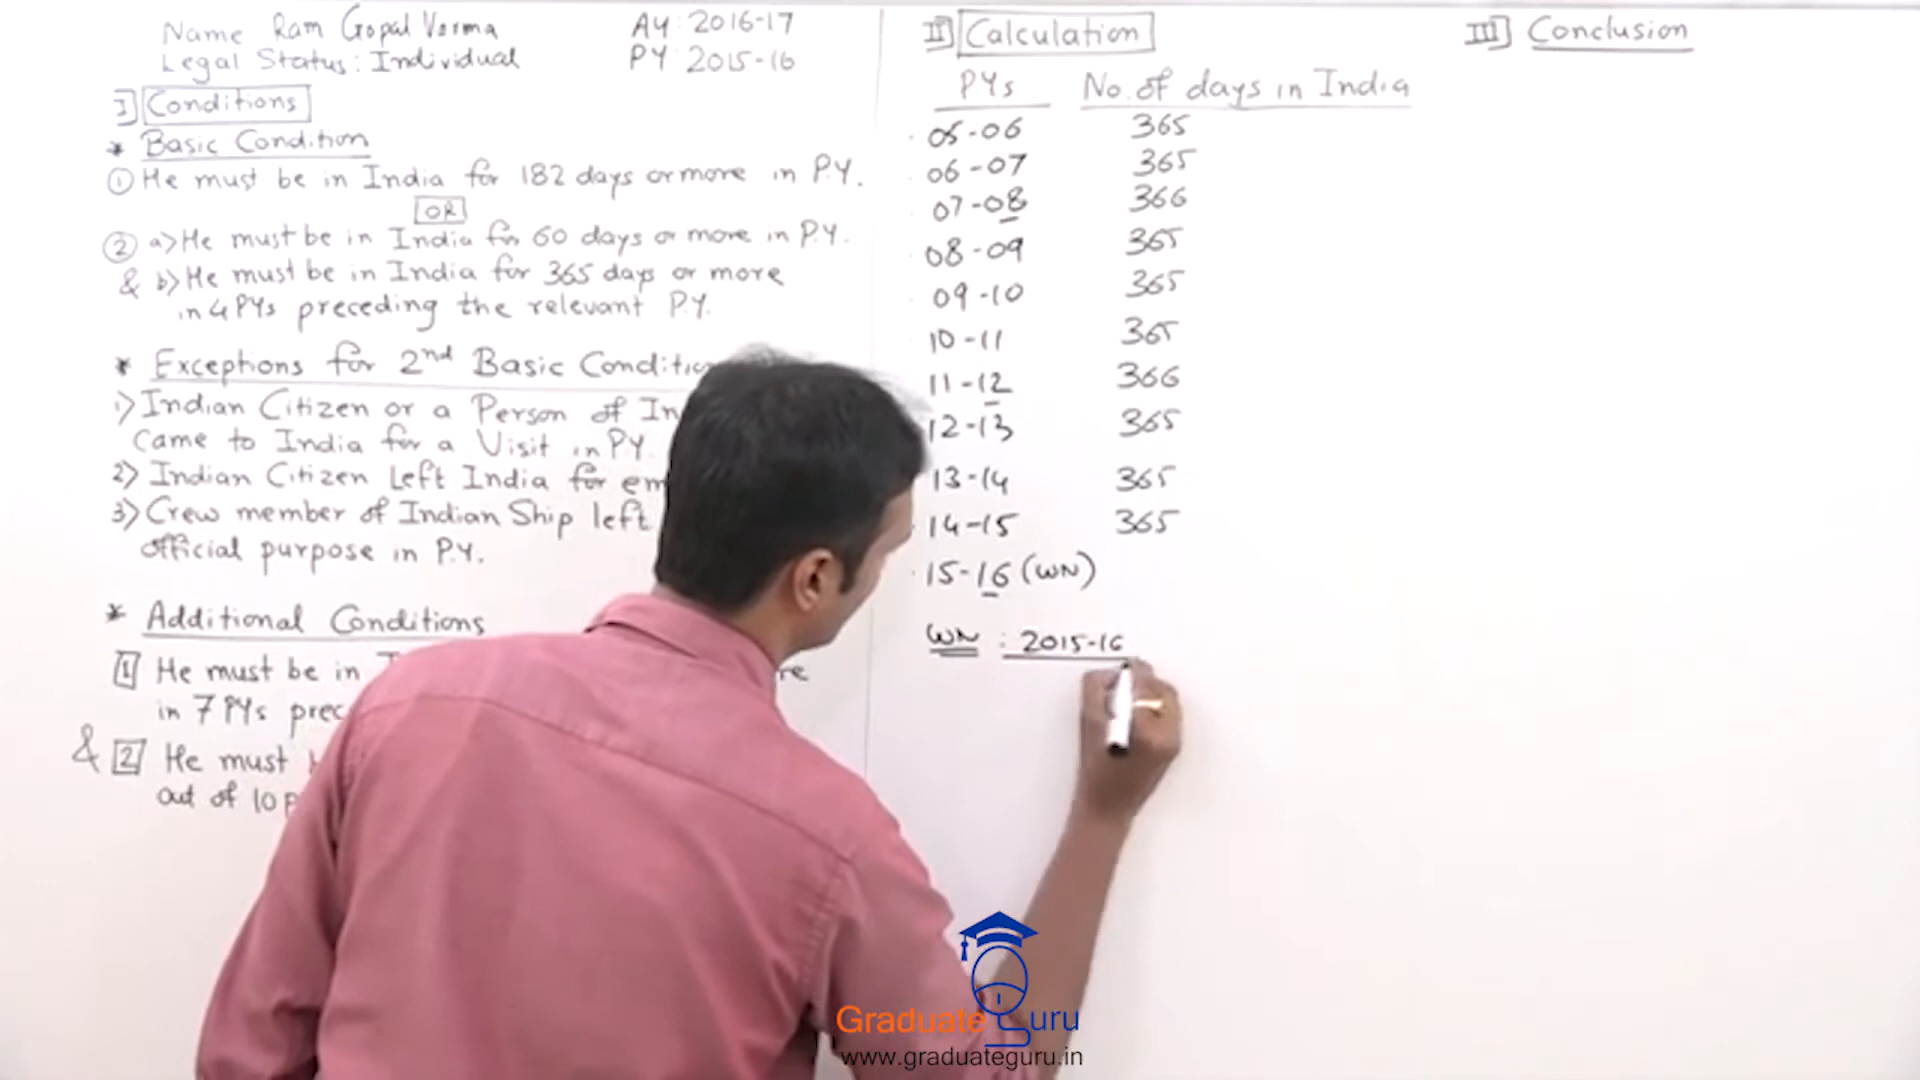 Name Ram Gopal Varma AY: 2016-17
Legal Status: Individual PY: 2015-16
I] Conditions
* Basic Condition
① He must be in India for 182 days or more in P.Y.
OR
② a> He must be in India for 60 days or more in P.Y.
& b> He must be in India for 365 days or more
in 4 PYs preceding the relevant P.Y.
* Exceptions for 2nd Basic
1) Indian Citizen or a Person of
Came to India for a Visit in PY.
2) Indian Citizen Left India for
3) Crew member of Indian Ship left
official purpose in P.Y.
* Additional Conditions
1 He must be in
in 7 PYs
& 2 He must
out of 10
II] Calculation
PYs No. of days in India
05-06 365
06-07 365
07-08 366
08-09 365
09-10 365
10-11 365
11-12 366
12-13 365
13-14 365
14-15 365
15-16 (WN)
WN : 2015-16
III] Conclusion
Graduate Guru
www.graduateguru.in